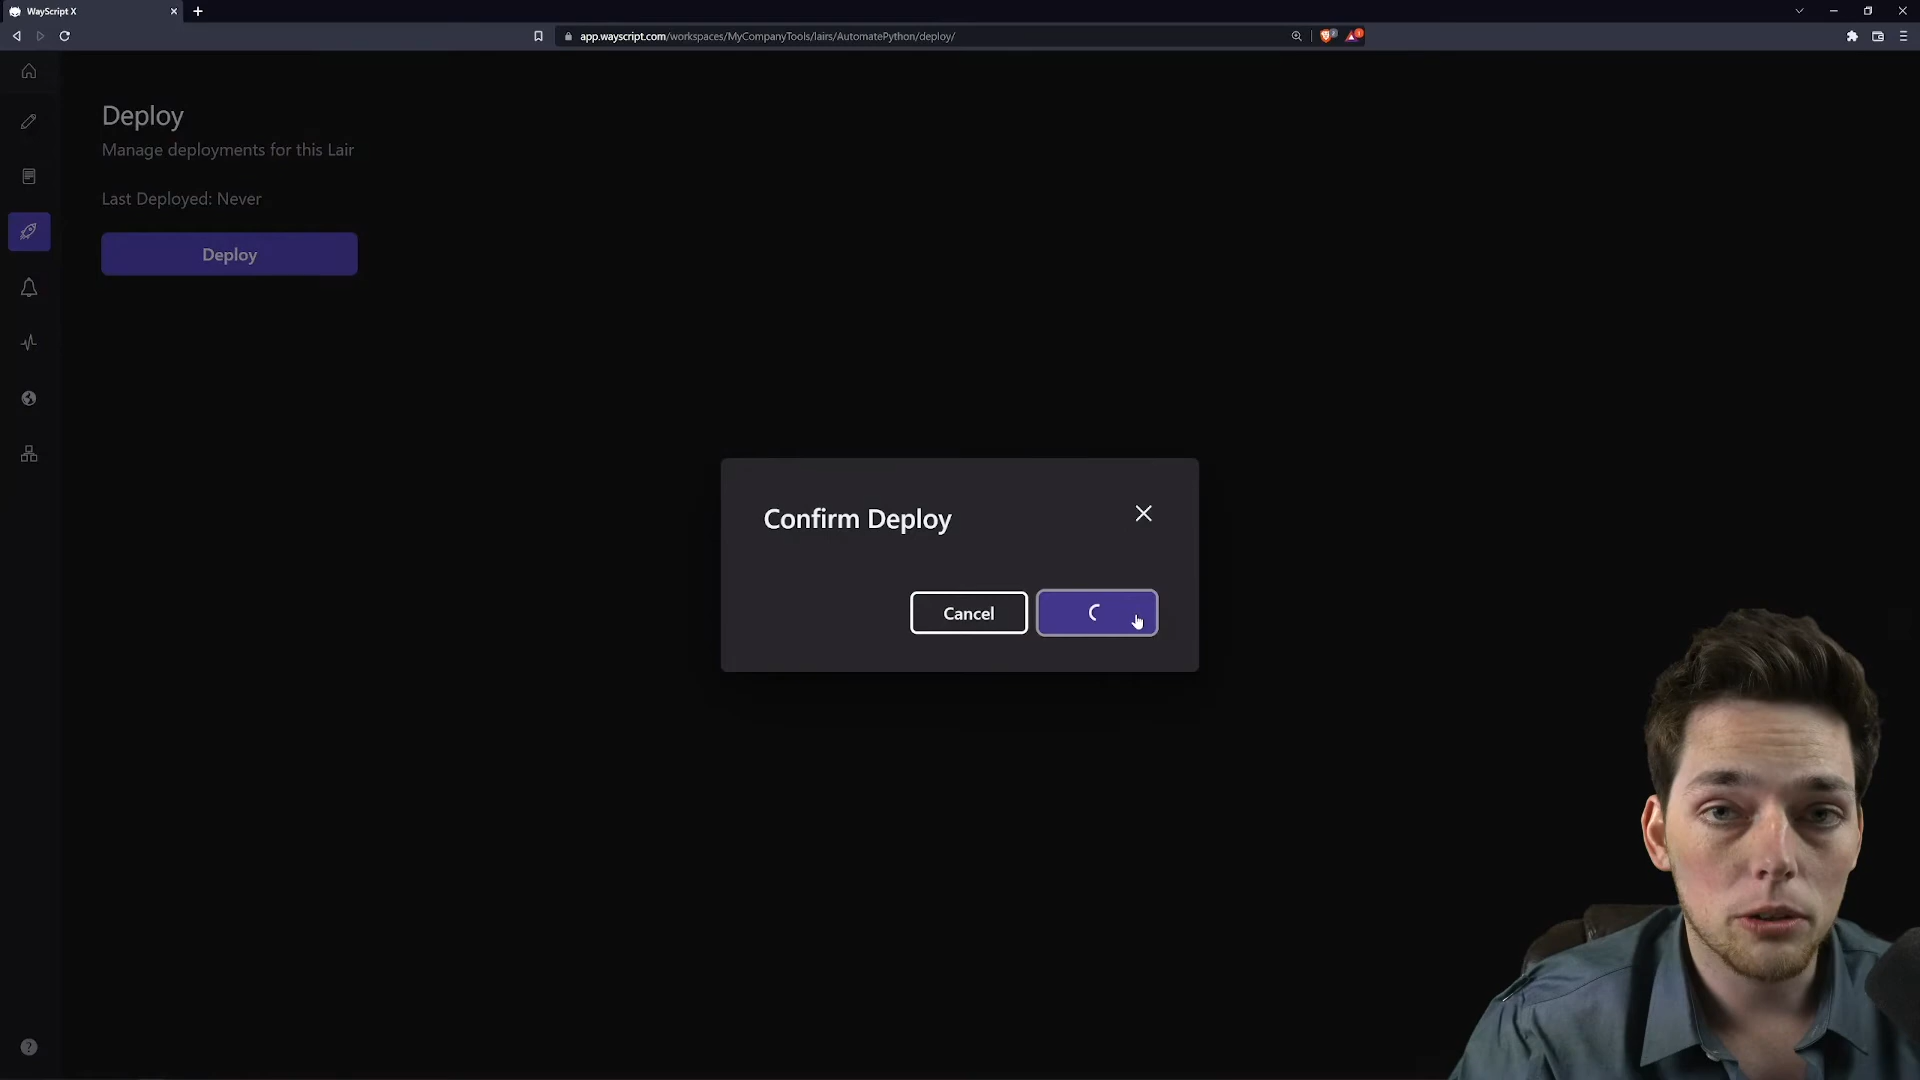 WayScript X
app.wayscript.com/workspaces/MyCompanyTools/lairs/AutomatePython/deploy/
Deploy
Manage deployments for this Lair
Last Deployed: Never
Deploy
Confirm Deploy
Cancel